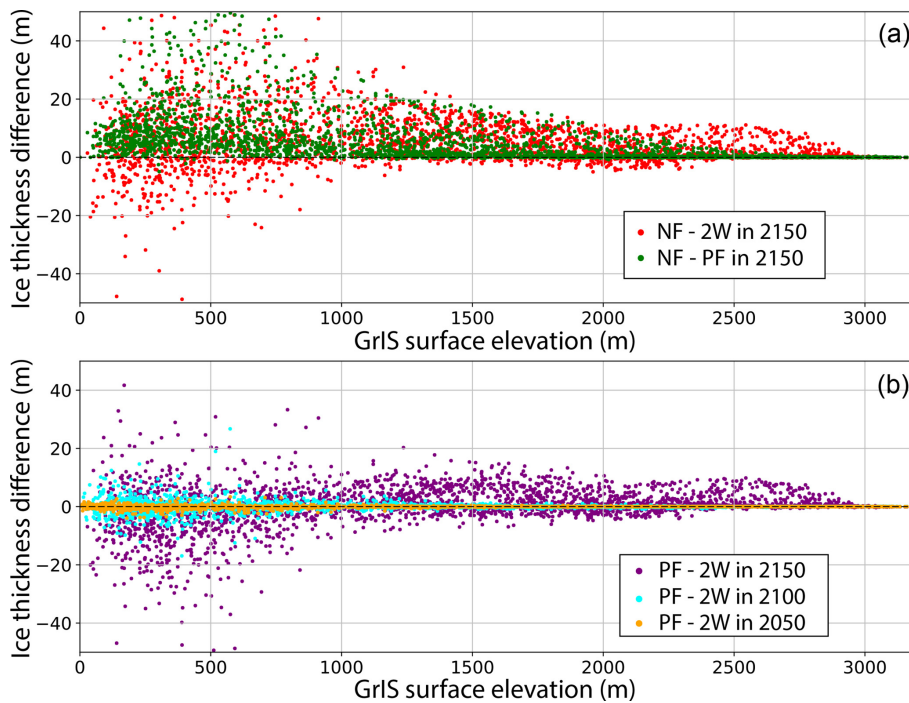 (a)
Ice thickness difference (m)
40
20
0
−20
−40
NF - 2W in 2150
NF - PF in 2150
0 500 1000 1500 2000 2500 3000
GrIS surface elevation (m)
(b)
Ice thickness difference (m)
40
20
0
−20
−40
PF - 2W in 2150
PF - 2W in 2100
PF - 2W in 2050
0 500 1000 1500 2000 2500 3000
GrIS surface elevation (m)